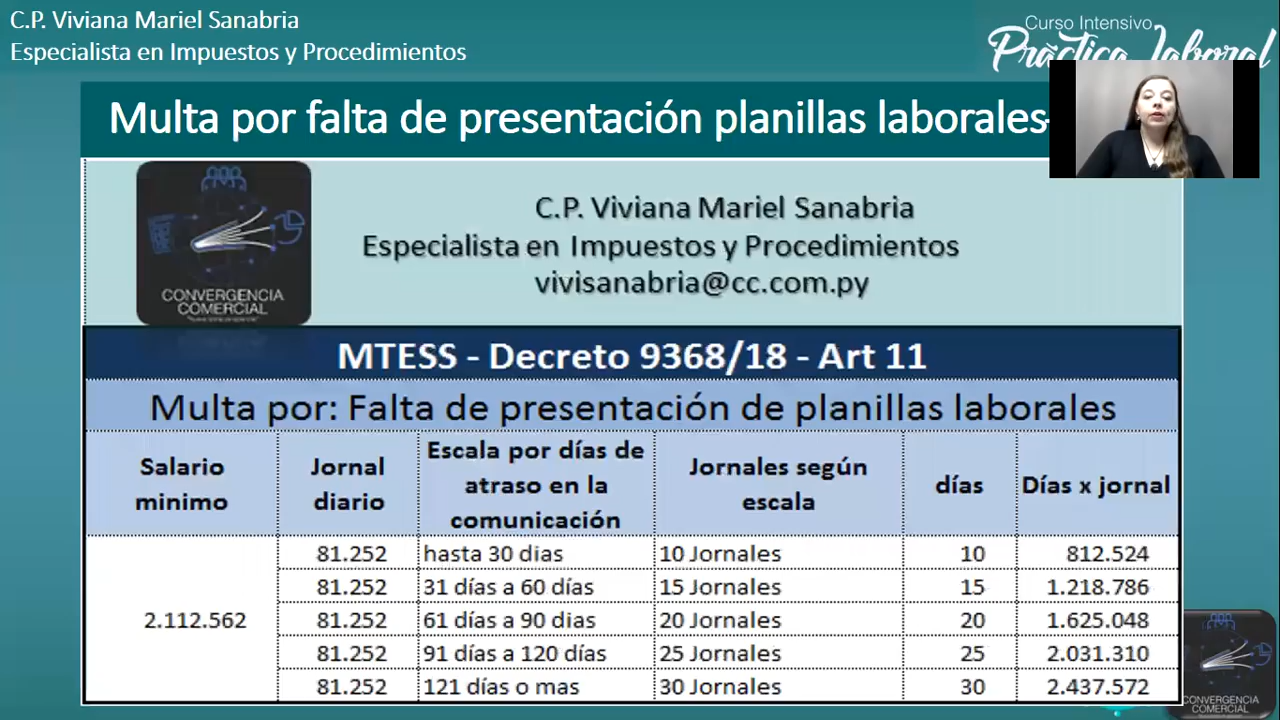 C.P. Viviana Mariel Sanabria
Especialista en Impuestos y Procedimientos
Curso Intensivo
Pràctica Laboral
Multa por falta de presentación planillas laborales-
C.P. Viviana Mariel Sanabria
Especialista en Impuestos y Procedimientos
vivisanabria@cc.com.py
CONVERGENCIA
COMERCIAL
MTESS - Decreto 9368/18 - Art 11
Multa por: Falta de presentación de planillas laborales
Salario minimo | Jornal diario | Escala por días de atraso en la comunicación | Jornales según escala | días | Días x jornal
2.112.562
81.252 hasta 30 dias 10 Jornales 10 812.524
81.252 31 días a 60 días 15 Jornales 15 1.218.786
81.252 61 días a 90 dias 20 Jornales 20 1.625.048
81.252 91 días a 120 días 25 Jornales 25 2.031.310
81.252 121 días o mas 30 Jornales 30 2.437.572
CONVERGENCIA
COMERCIAL